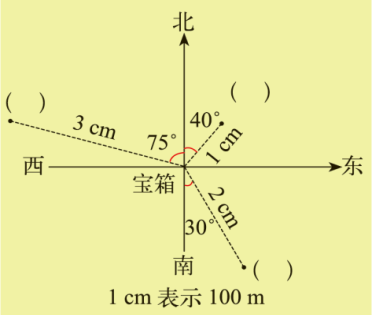 北
(    )
(    )
3 cm
75°
40°
1 cm
西
东
宝箱
2 cm
30°
南
(    )
1 cm 表示 100 m